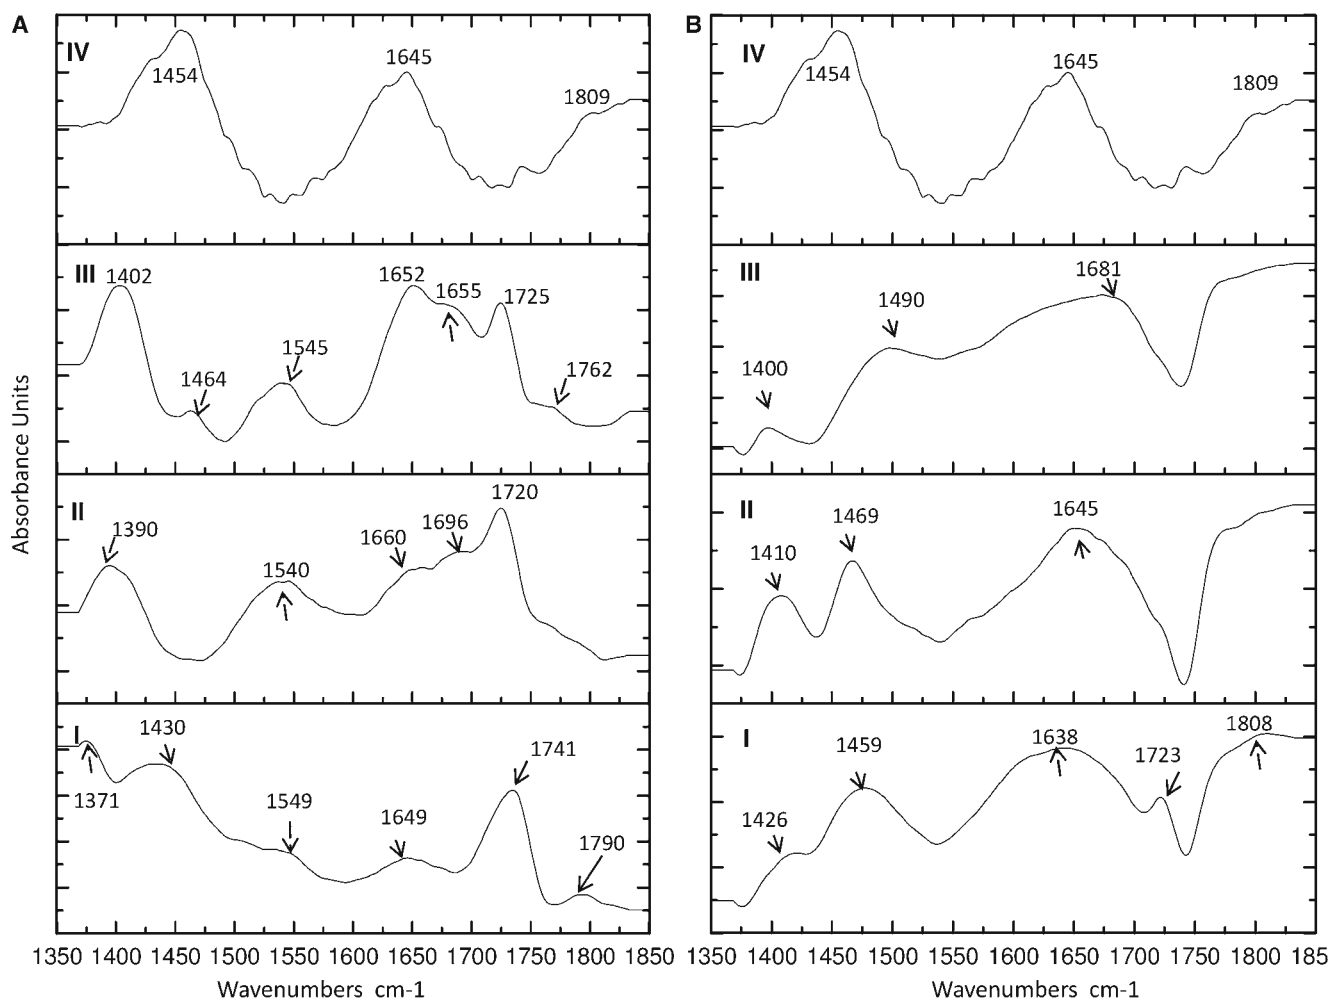 A
B
IV
1454
1645
1809
IV
1454
1645
1809
III
1402
1464
1545
1652
1655
1725
1762
III
1400
1490
1681
II
1390
1540
1660
1696
1720
II
1410
1469
1645
I
1371
1430
1549
1649
1741
1790
I
1426
1459
1638
1723
1808
Absorbance Units
1350 1400 1450 1500 1550 1600 1650 1700 1750 1800 1850
1350 1400 1450 1500 1550 1600 1650 1700 1750 1800 1850
Wavenumbers cm-1
Wavenumbers cm-1